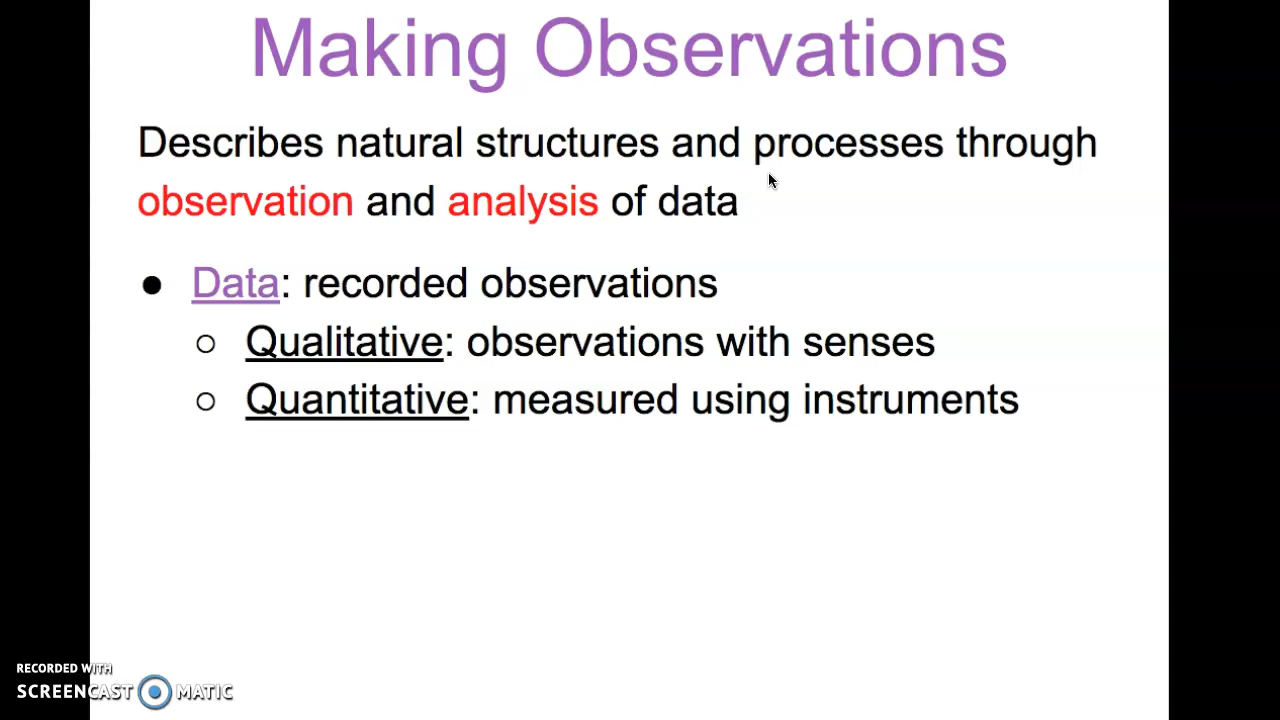 Making Observations
Describes natural structures and processes through
observation and analysis of data
● Data: recorded observations
○ Qualitative: observations with senses
○ Quantitative: measured using instruments
RECORDED WITH
SCREENCAST MATIC